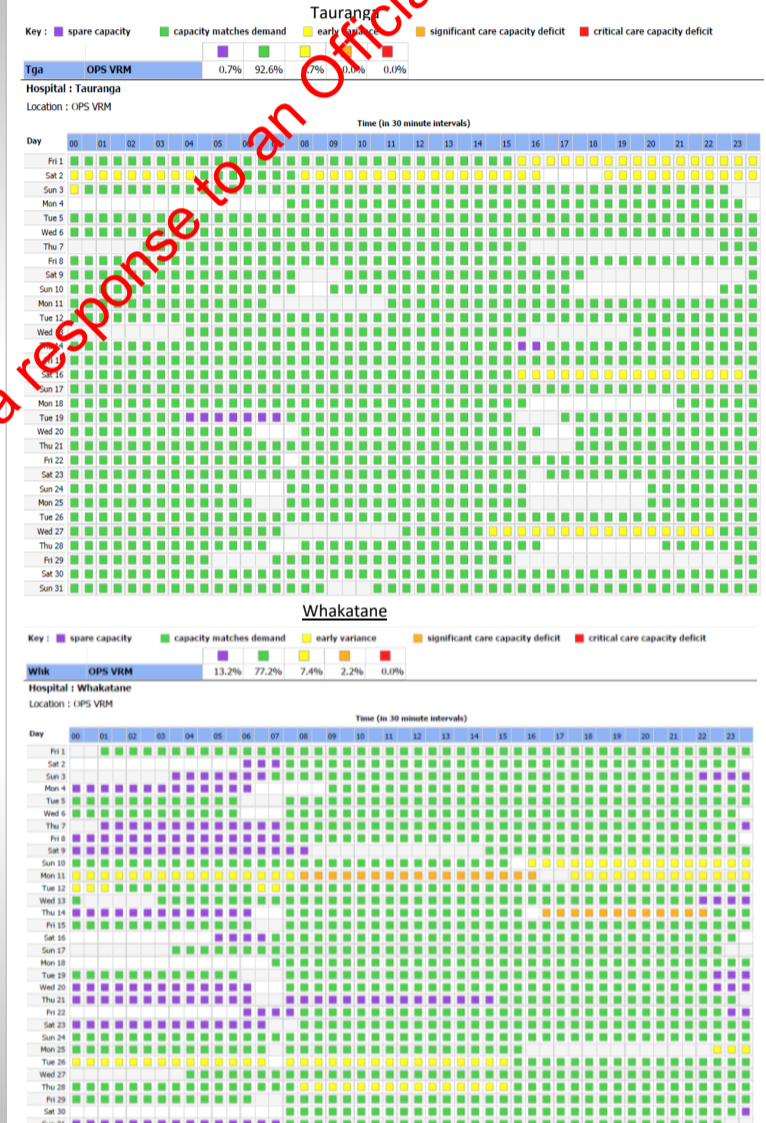 Tauranga
Key : spare capacity capacity matches demand early variance significant care capacity deficit critical care capacity deficit
Tga OPS VRM 0.7% 92.6% .7% 0.0% 0.0%
Hospital : Tauranga
Location : OPS VRM
Time (in 30 minute intervals)
Day 00 01 02 03 04 05 06 08 09 10 11 12 13 14 15 16 17 18 19 20 21 22 23
Fri 1
Sat 2
Sun 3
Mon 4
Tue 5
Wed 6
Thu 7
Fri 8
Sat 9
Sun 10
Mon 11
Tue 12
Wed
Sat 16
Sun 17
Mon 18
Tue 19
Wed 20
Thu 21
Fri 22
Sat 23
Sun 24
Mon 25
Tue 26
Wed 27
Thu 28
Fri 29
Sat 30
Sun 31
a response to an Official
Whakatane
Key : spare capacity capacity matches demand early variance significant care capacity deficit critical care capacity deficit
Whk OPS VRM 13.2% 77.2% 7.4% 2.2% 0.0%
Hospital : Whakatane
Location : OPS VRM
Time (in 30 minute intervals)
Day 00 01 02 03 04 05 06 07 08 09 10 11 12 13 14 15 16 17 18 19 20 21 22 23
Fri 1
Sat 2
Sun 3
Mon 4
Tue 5
Wed 6
Thu 7
Fri 8
Sat 9
Sun 10
Mon 11
Tue 12
Wed 13
Thu 14
Fri 15
Sat 16
Sun 17
Mon 18
Tue 19
Wed 20
Thu 21
Fri 22
Sat 23
Sun 24
Mon 25
Tue 26
Wed 27
Thu 28
Fri 29
Sat 30